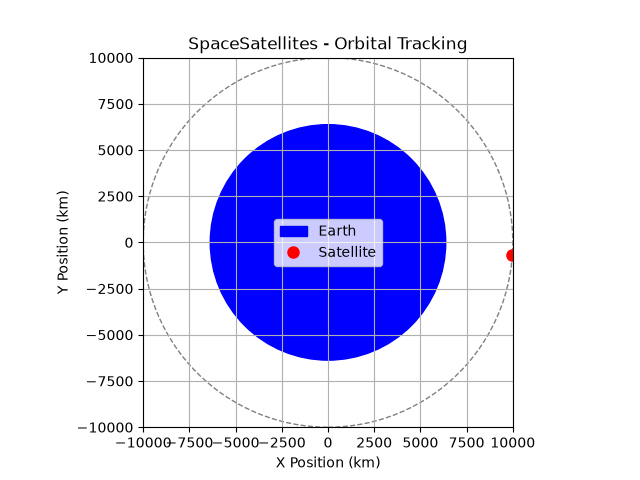 SpaceSatellites - Orbital Tracking
10000
7500
5000
2500
0
−2500
−5000
−7500
−10000
Y Position (km)
Earth
Satellite
−10000 −7500 −5000 −2500 0 2500 5000 7500 10000
X Position (km)